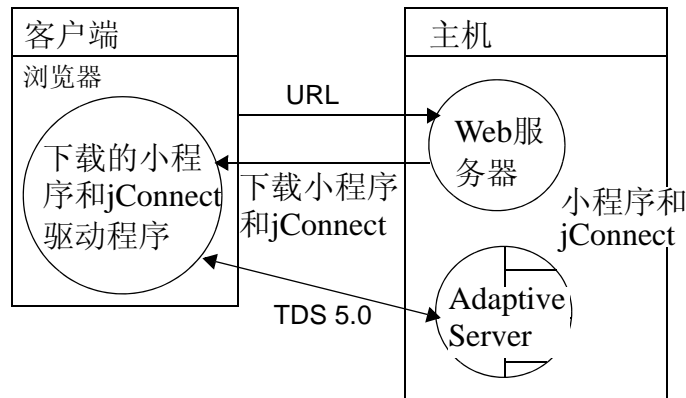 客户端
浏览器
下载的小程
序和jConnect
驱动程序
URL
下载小程序
和jConnect
TDS 5.0
主机
Web服
务器
小程序和
jConnect
Adaptive
Server